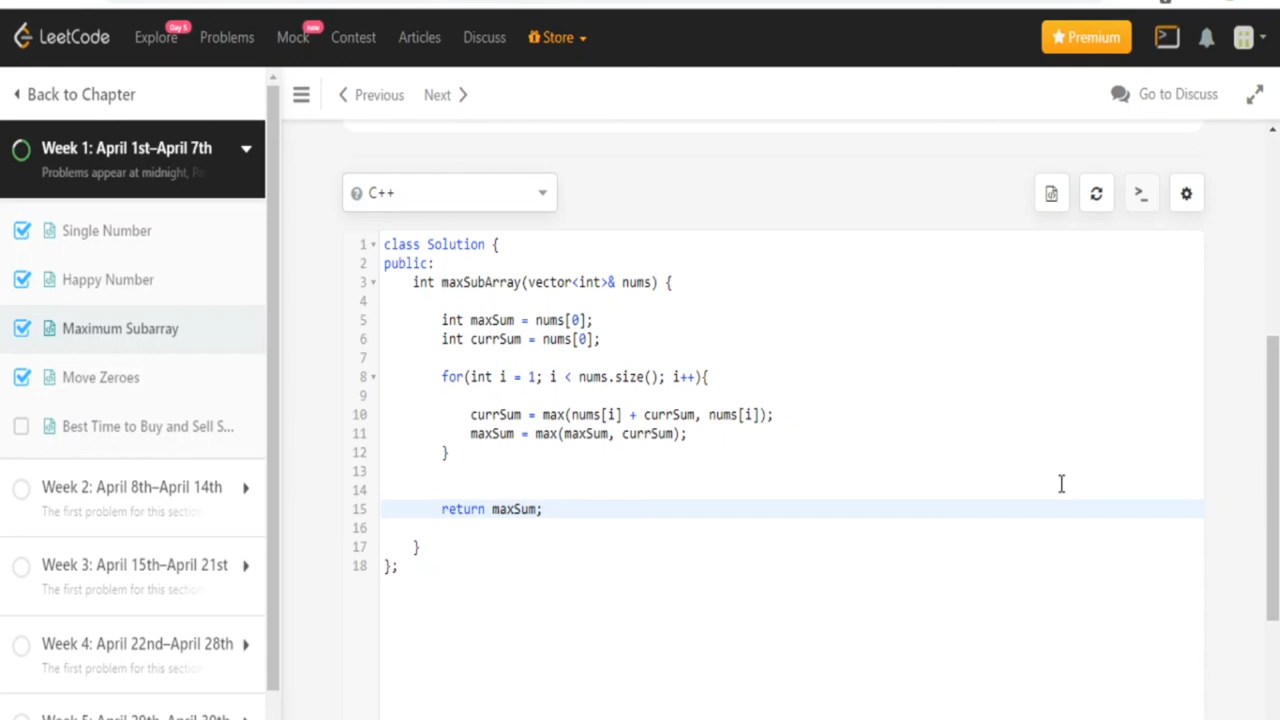 LeetCode Explore Day 5 Problems Mock new Contest Articles Discuss Store Premium
Back to Chapter
Previous Next Go to Discuss
Week 1: April 1st–April 7th
Problems appear at midnight,
C++
Single Number
Happy Number
Maximum Subarray
Move Zeroes
Best Time to Buy and Sell S...
Week 2: April 8th–April 14th
The first problem for this section
Week 3: April 15th–April 21st
The first problem for this section
Week 4: April 22nd–April 28th
The first problem for this section
1 class Solution {
2 public:
3 int maxSubArray(vector<int>& nums) {
4
5 int maxSum = nums[0];
6 int currSum = nums[0];
7
8 for(int i = 1; i < nums.size(); i++){
9
10 currSum = max(nums[i] + currSum, nums[i]);
11 maxSum = max(maxSum, currSum);
12 }
13
14
15 return maxSum;
16
17 }
18 };